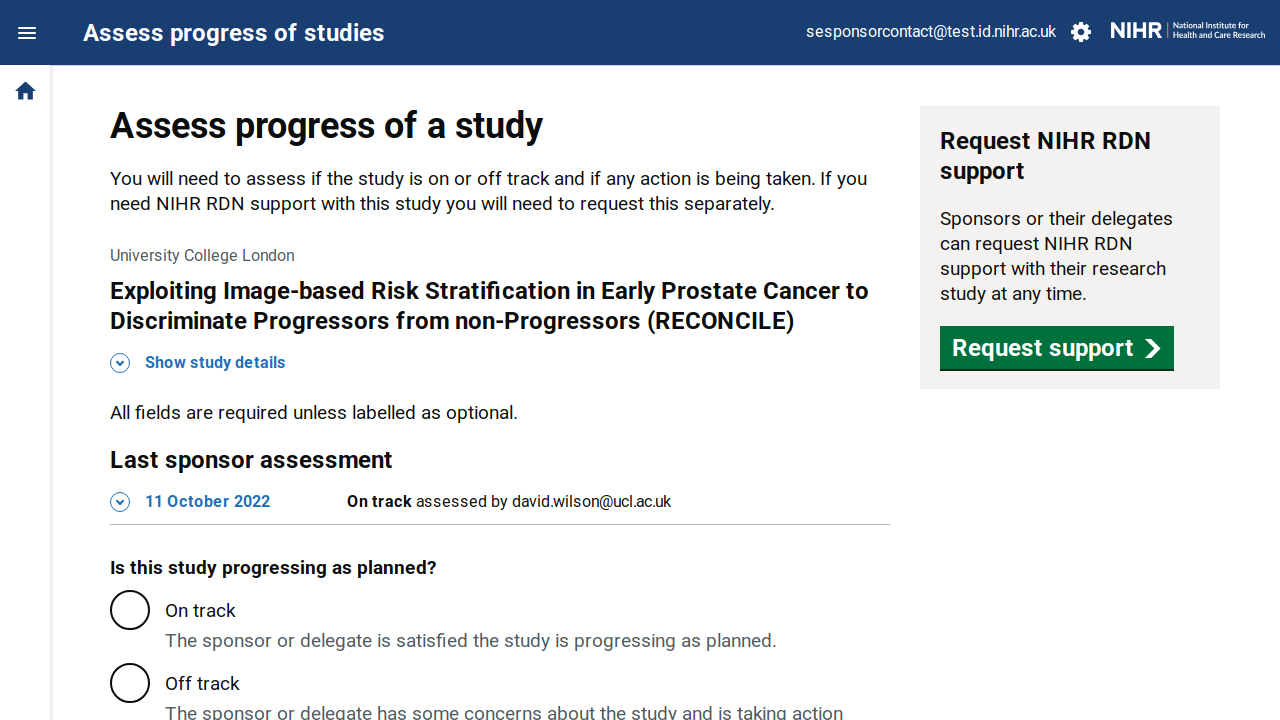 Assess progress of studies
sesponsorcontact@test.id.nihr.ac.uk
NIHR
National Institute for
Health and Care Research
Assess progress of a study
You will need to assess if the study is on or off track and if any action is being taken. If you
need NIHR RDN support with this study you will need to request this separately.
University College London
Exploiting Image-based Risk Stratification in Early Prostate Cancer to
Discriminate Progressors from non-Progressors (RECONCILE)
Show study details
All fields are required unless labelled as optional.
Last sponsor assessment
11 October 2022 On track assessed by david.wilson@ucl.ac.uk
Is this study progressing as planned?
On track
The sponsor or delegate is satisfied the study is progressing as planned.
Off track
The sponsor or delegate has some concerns about the study and is taking action
Request NIHR RDN
support
Sponsors or their delegates
can request NIHR RDN
support with their research
study at any time.
Request support